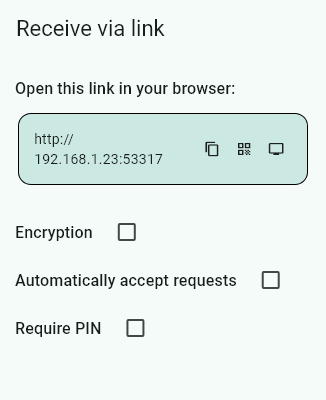 Receive via link
Open this link in your browser:
http://
192.168.1.23:53317
Encryption
Automatically accept requests
Require PIN